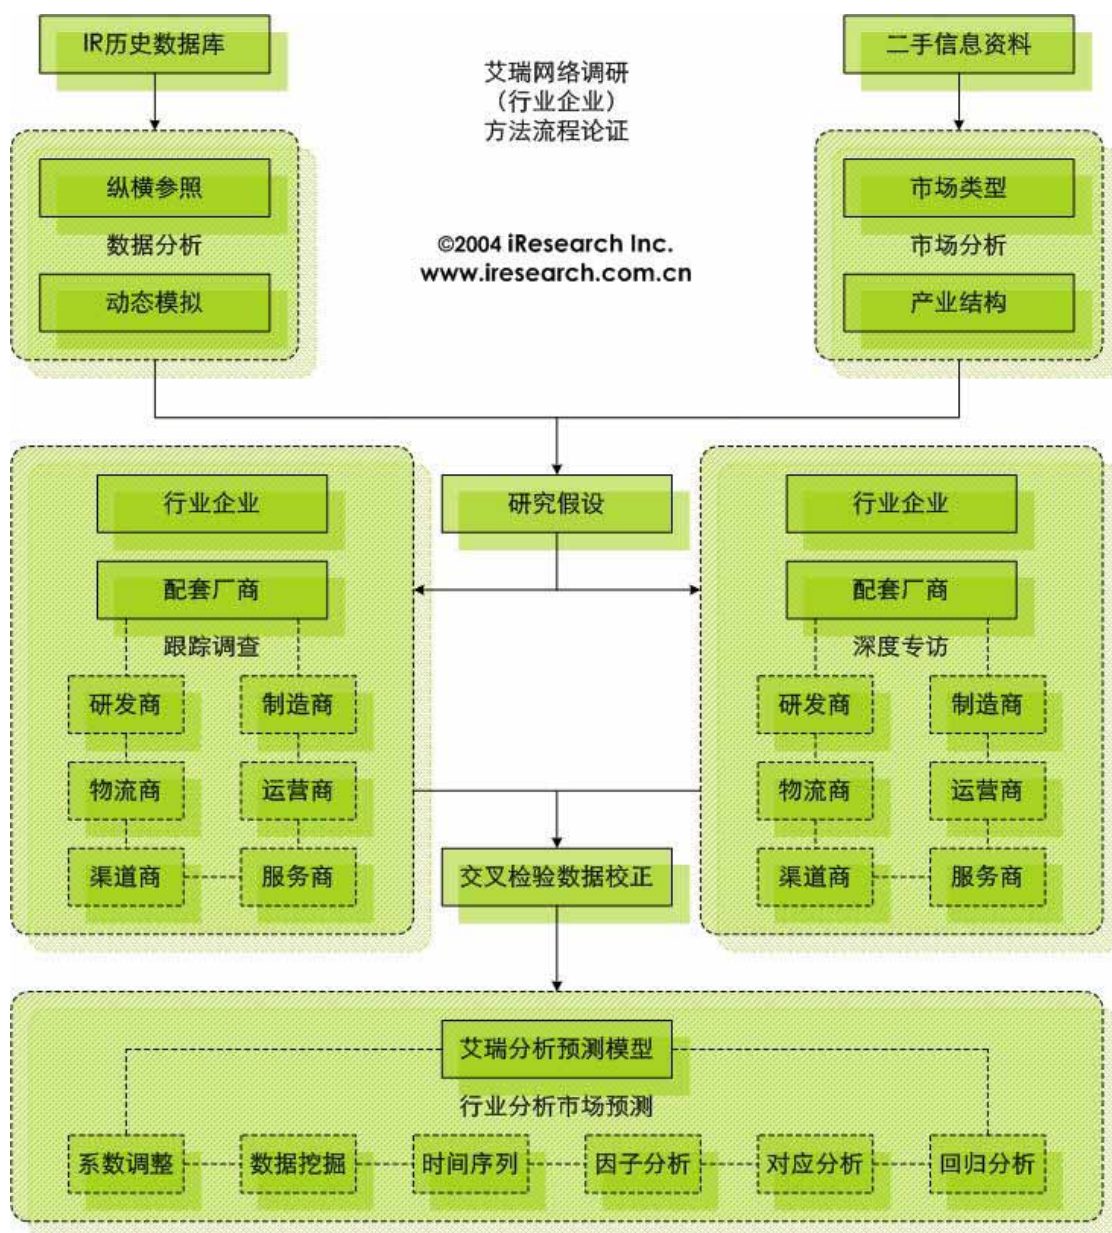 IR历史数据库
二手信息资料
艾瑞网络调研
（行业企业）
方法流程论证
纵横参照
数据分析
动态模拟
©2004 iResearch Inc.
www.iresearch.com.cn
市场类型
市场分析
产业结构
行业企业
配套厂商
跟踪调查
研发商
制造商
物流商
运营商
渠道商
服务商
研究假设
交叉检验数据校正
行业企业
配套厂商
深度专访
研发商
制造商
物流商
运营商
渠道商
服务商
艾瑞分析预测模型
行业分析市场预测
系数调整
数据挖掘
时间序列
因子分析
对应分析
回归分析